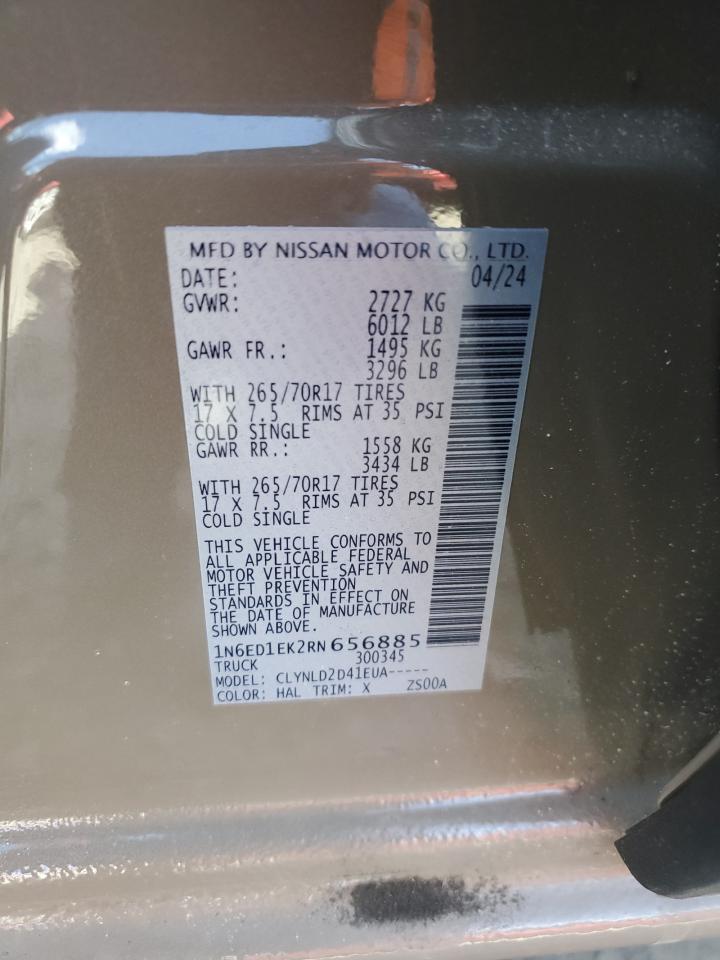 MFD BY NISSAN MOTOR CO., LTD.
DATE: 04/24
GVWR: 2727 KG
6012 LB
GAWR FR.: 1495 KG
3296 LB
WITH 265/70R17 TIRES
17 X 7.5 RIMS AT 35 PSI
COLD SINGLE
GAWR RR.: 1558 KG
3434 LB
WITH 265/70R17 TIRES
17 X 7.5 RIMS AT 35 PSI
COLD SINGLE
THIS VEHICLE CONFORMS TO
ALL APPLICABLE FEDERAL
MOTOR VEHICLE SAFETY AND
THEFT PREVENTION
STANDARDS IN EFFECT ON
THE DATE OF MANUFACTURE
SHOWN ABOVE.
1N6ED1EK2RN656885
TRUCK 300345
MODEL: CLYNLD2D41EUA-----
COLOR: HAL TRIM: X ZS00A